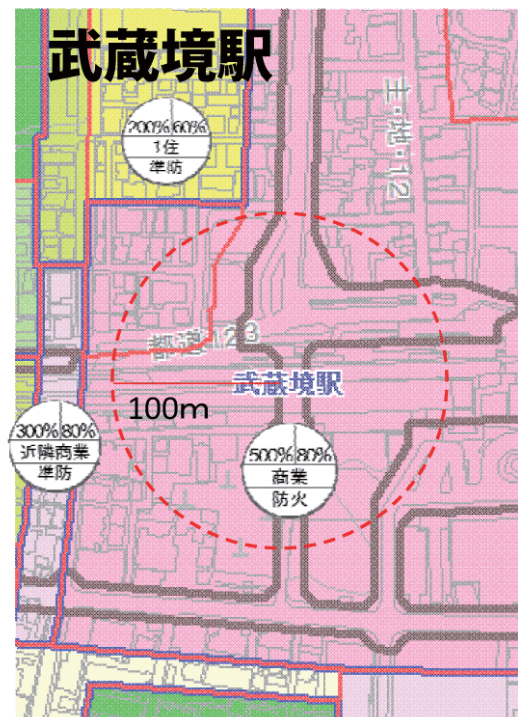 武蔵境駅
200% 60%
1住
準防
主・地・12
都道123
武蔵境駅
100m
300% 80%
近隣商業
準防
500% 80%
商業
防火